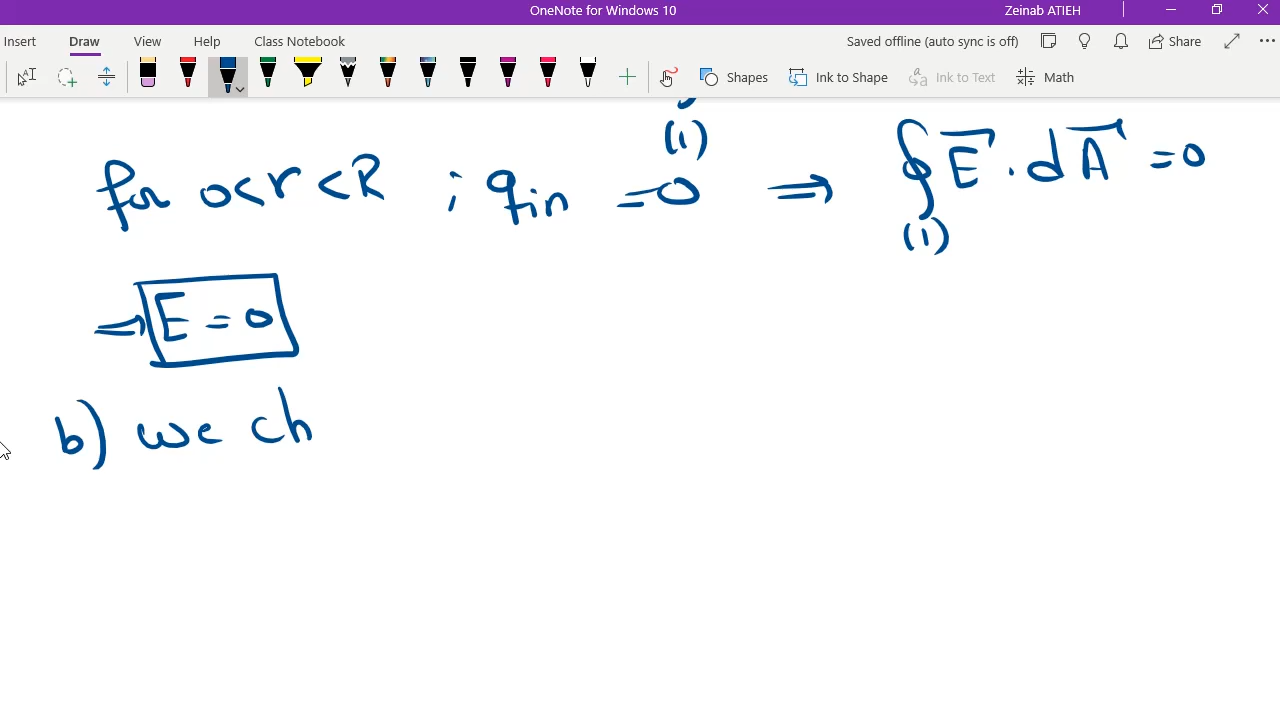 OneNote for Windows 10
Zeinab ATIEH
Insert Draw View Help Class Notebook
Saved offline (auto sync is off) Share
Shapes Ink to Shape Ink to Text Math
(1)
for 0<r<R ; qin =0 ⇒ ∮ E⃗ . dA⃗ =0
(1)
⇒ E = 0
b) we ch